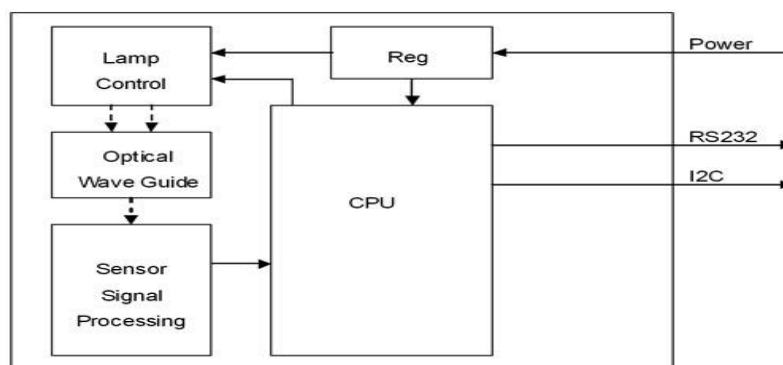 Lamp
Control
Reg
Power
Optical
Wave Guide
CPU
RS232
I2C
Sensor
Signal
Processing